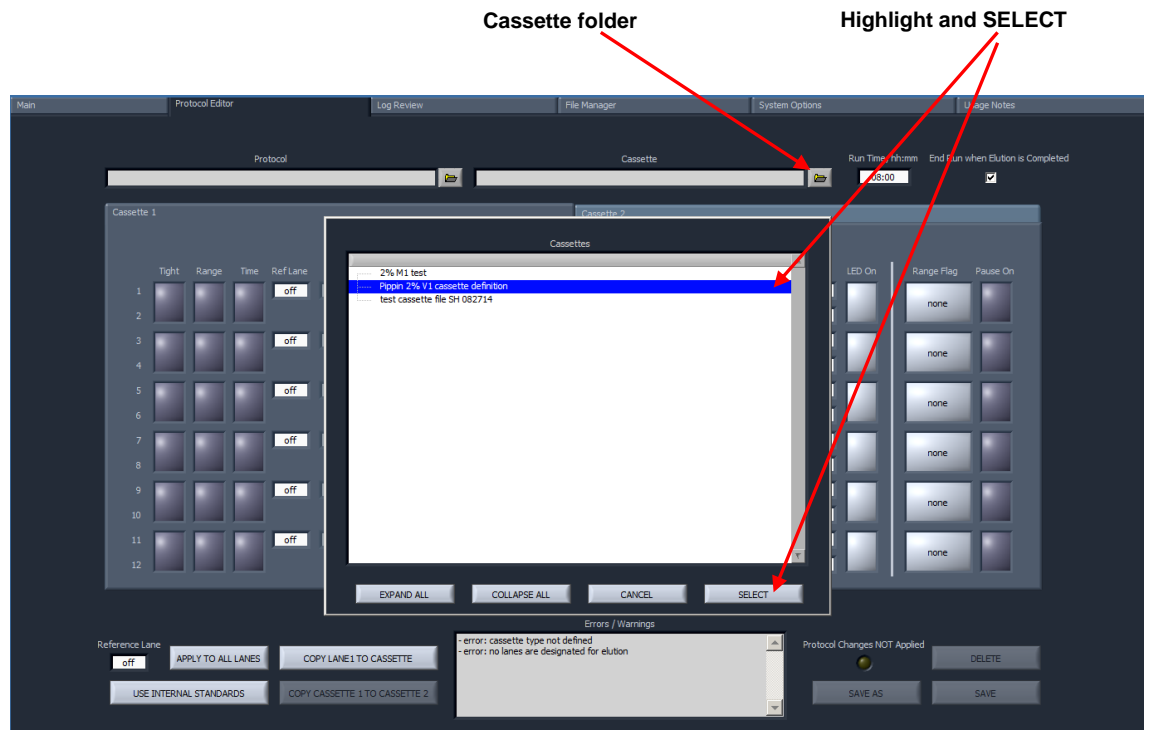 Cassette folder
Highlight and SELECT
Main
Protocol Editor
Log Review
File Manager
System Options
Usage Notes
Protocol
Cassette
Run Time, hh:mm
End Run when Elution is Completed
08:00
Cassette 1
Cassette 2
Cassettes
2% M1 test
Pippin 2% V1 cassette definition
test cassette file SH 082714
Tight Range Time Ref Lane
LED On
Range Flag
Pause On
1
off
none
2
3
off
none
4
5
off
none
6
7
off
none
8
9
off
none
10
11
off
none
12
EXPAND ALL
COLLAPSE ALL
CANCEL
SELECT
Errors / Warnings
- error: cassette type not defined
- error: no lanes are designated for elution
Reference Lane
off
APPLY TO ALL LANES
COPY LANE 1 TO CASSETTE
USE INTERNAL STANDARDS
COPY CASSETTE 1 TO CASSETTE 2
Protocol Changes NOT Applied
DELETE
SAVE AS
SAVE